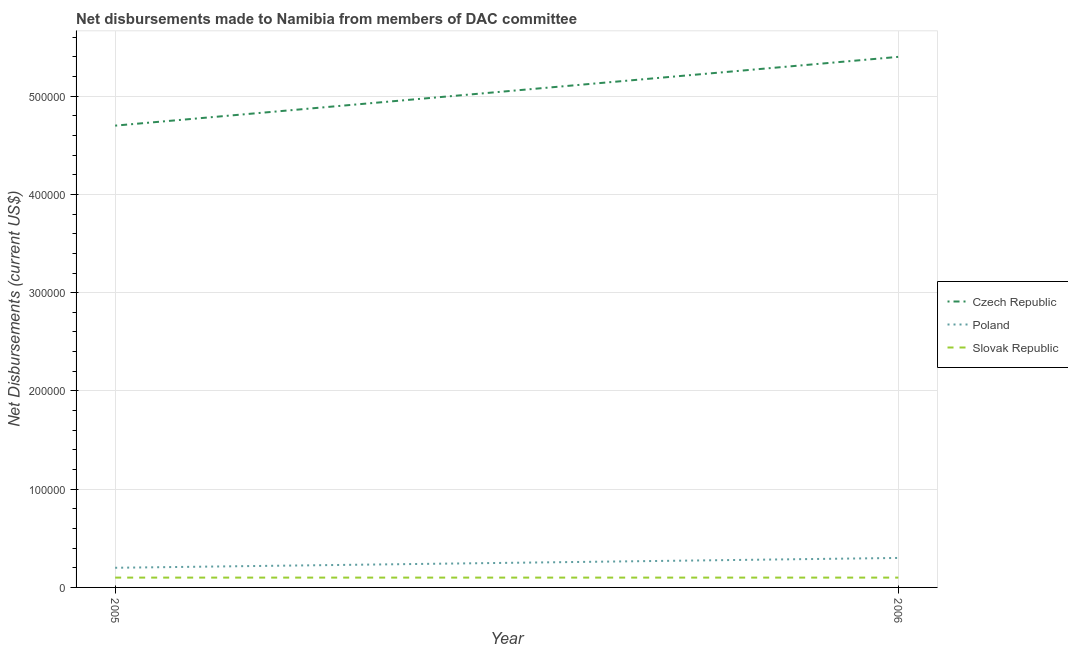 Net disbursements made to Namibia from members of DAC committee
Net Disbursements (current US$)
500000
400000
300000
200000
100000
0
2005
2006
Year
Czech Republic
Poland
Slovak Republic